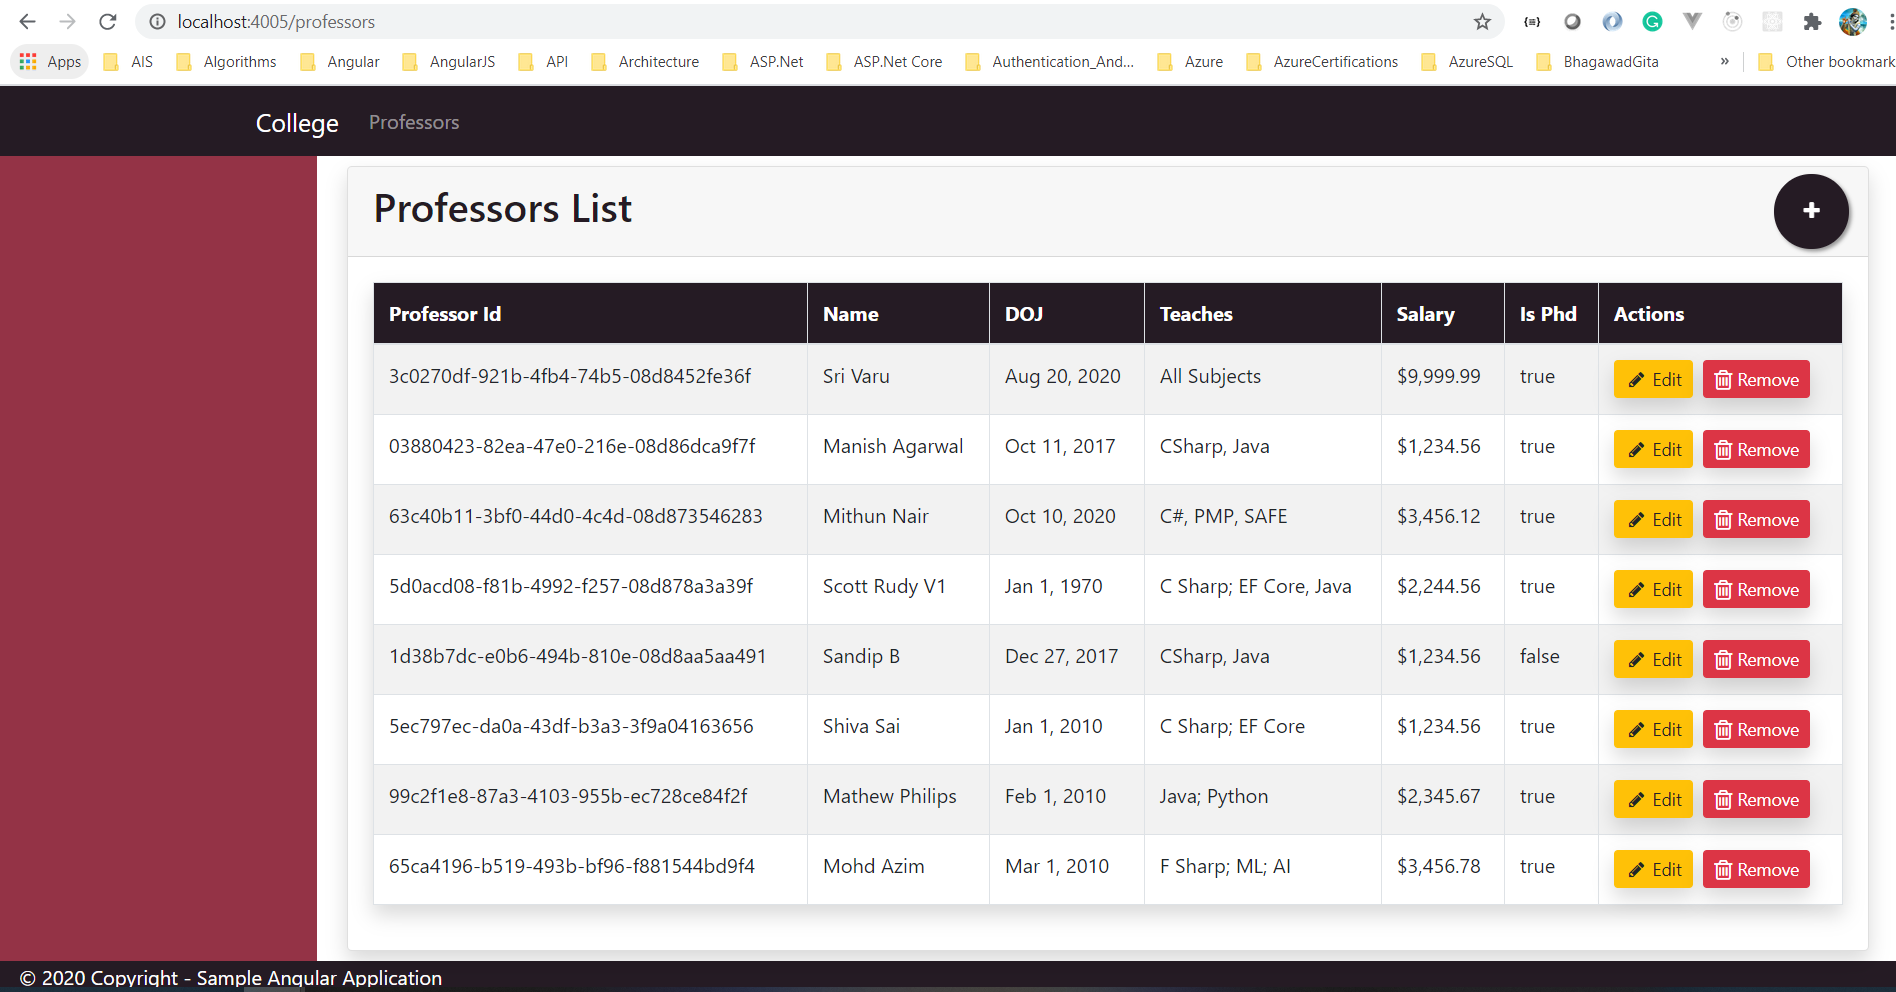 localhost:4005/professors
Apps AIS Algorithms Angular AngularJS API Architecture ASP.Net ASP.Net Core Authentication_And... Azure AzureCertifications AzureSQL BhagawadGita » Other bookmark
College Professors
Professors List
Professor Id Name DOJ Teaches Salary Is Phd Actions
3c0270df-921b-4fb4-74b5-08d8452fe36f Sri Varu Aug 20, 2020 All Subjects $9,999.99 true Edit Remove
03880423-82ea-47e0-216e-08d86dca9f7f Manish Agarwal Oct 11, 2017 CSharp, Java $1,234.56 true Edit Remove
63c40b11-3bf0-44d0-4c4d-08d873546283 Mithun Nair Oct 10, 2020 C#, PMP, SAFE $3,456.12 true Edit Remove
5d0acd08-f81b-4992-f257-08d878a3a39f Scott Rudy V1 Jan 1, 1970 C Sharp; EF Core, Java $2,244.56 true Edit Remove
1d38b7dc-e0b6-494b-810e-08d8aa5aa491 Sandip B Dec 27, 2017 CSharp, Java $1,234.56 false Edit Remove
5ec797ec-da0a-43df-b3a3-3f9a04163656 Shiva Sai Jan 1, 2010 C Sharp; EF Core $1,234.56 true Edit Remove
99c2f1e8-87a3-4103-955b-ec728ce84f2f Mathew Philips Feb 1, 2010 Java; Python $2,345.67 true Edit Remove
65ca4196-b519-493b-bf96-f881544bd9f4 Mohd Azim Mar 1, 2010 F Sharp; ML; AI $3,456.78 true Edit Remove
© 2020 Copyright - Sample Angular Application